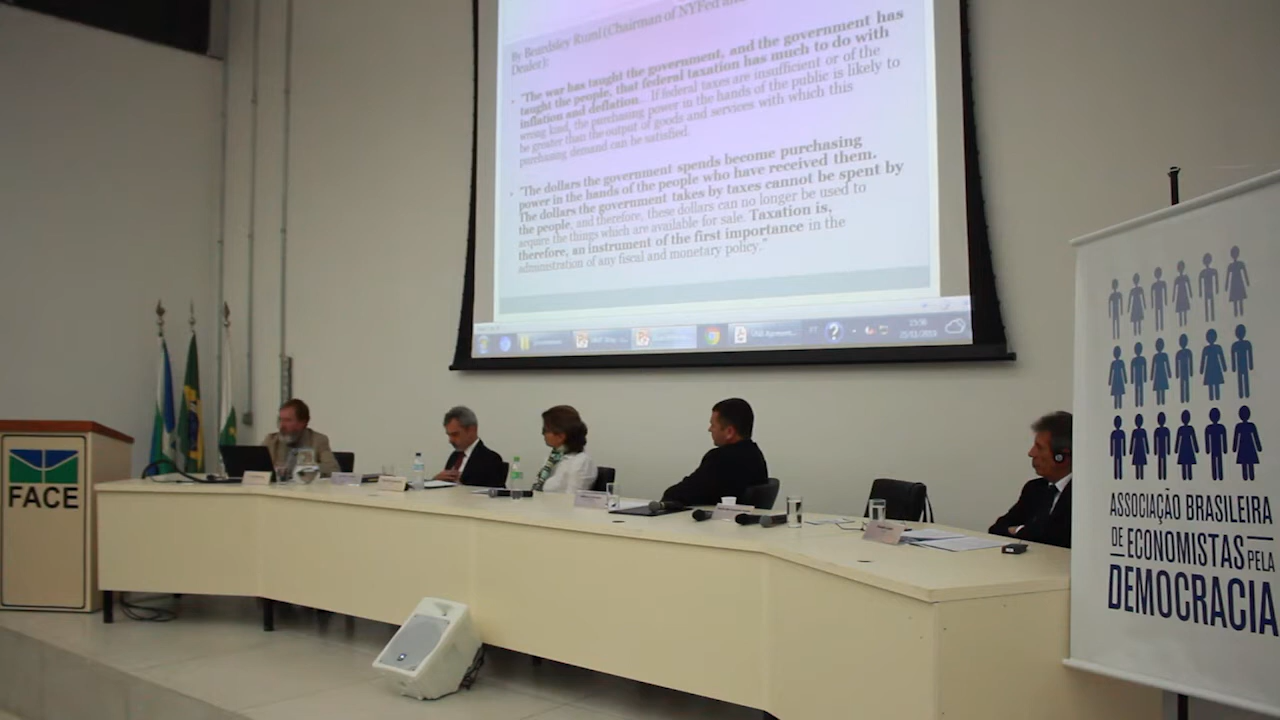 By Beardsley Ruml (Chairman of NYFed and
Dealer):
• "The war has taught the government, and the government has
taught the people, that federal taxation has much to do with
inflation and deflation. If federal taxes are insufficient or of the
wrong kind, the purchasing power in the hands of the public is likely to
be greater than the output of goods and services with which this
purchasing demand can be satisfied.
• "The dollars the government spends become purchasing
power in the hands of the people who have received them.
The dollars the government takes by taxes cannot be spent by
the people, and therefore, these dollars can no longer be used to
acquire the things which are available for sale. Taxation is,
therefore, an instrument of the first importance in the
administration of any fiscal and monetary policy."
PT
FACE
ASSOCIAÇÃO BRASILEIRA
DE ECONOMISTAS PELA
DEMOCRACIA